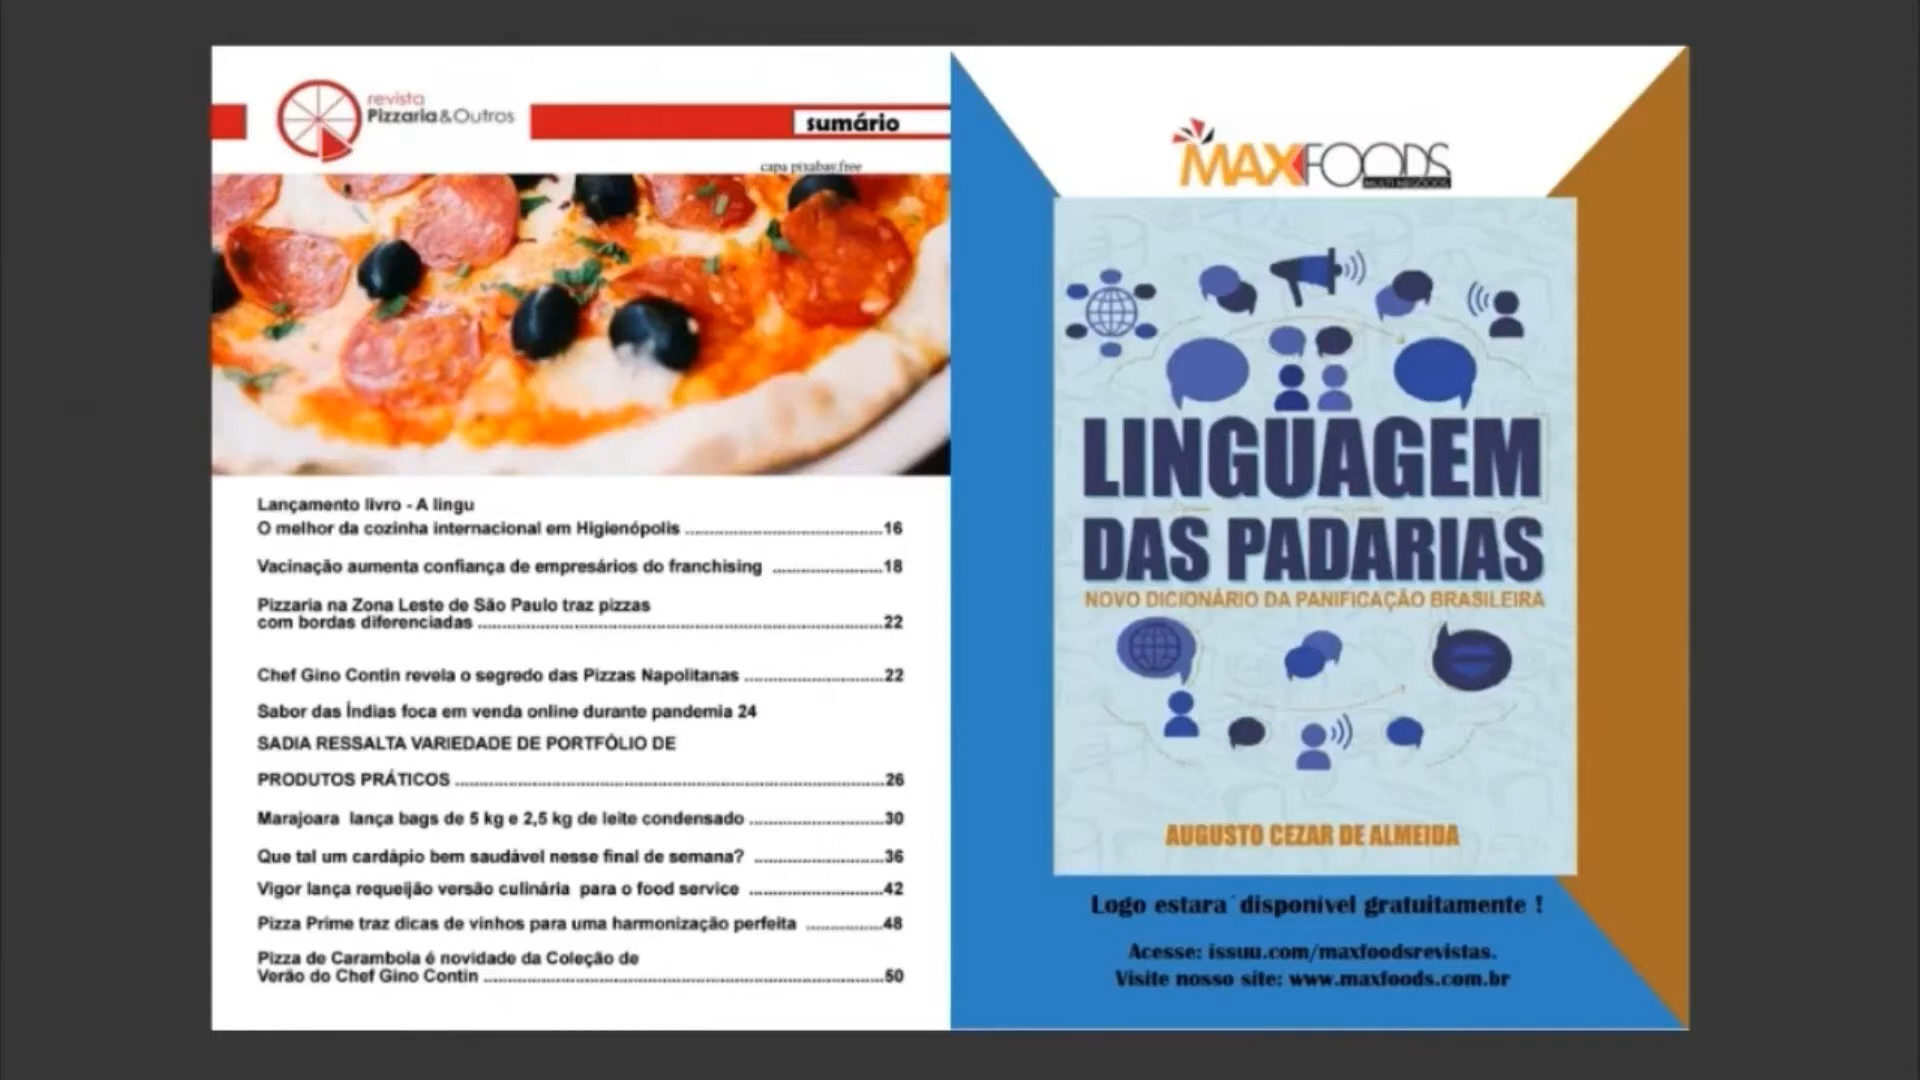 revista
Pizzaria&Outros
sumário
capa pixabay.free
Lançamento livro - A lingu
O melhor da cozinha internacional em Higienópolis ........................................16
Vacinação aumenta confiança de empresários do franchising ......................18
Pizzaria na Zona Leste de São Paulo traz pizzas
com bordas diferenciadas ..................................................................................22
Chef Gino Contin revela o segredo das Pizzas Napolitanas ............................22
Sabor das Índias foca em venda online durante pandemia 24
SADIA RESSALTA VARIEDADE DE PORTFÓLIO DE
PRODUTOS PRÁTICOS ......................................................................................26
Marajoara lança bags de 5 kg e 2,5 kg de leite condensado ...........................30
Que tal um cardápio bem saudável nesse final de semana? ..........................36
Vigor lança requeijão versão culinária para o food service ...........................42
Pizza Prime traz dicas de vinhos para uma harmonização perfeita ...............48
Pizza de Carambola é novidade da Coleção de
Verão do Chef Gino Contin ................................................................................50
MAXFOODS
MULTI NEGÓCIOS
LINGUAGEM
DAS PADARIAS
NOVO DICIONÁRIO DA PANIFICAÇÃO BRASILEIRA
AUGUSTO CEZAR DE ALMEIDA
Logo estara´disponivel gratuitamente !
Acesse: issuu.com/maxfoodsrevistas.
Visite nosso site: www.maxfoods.com.br